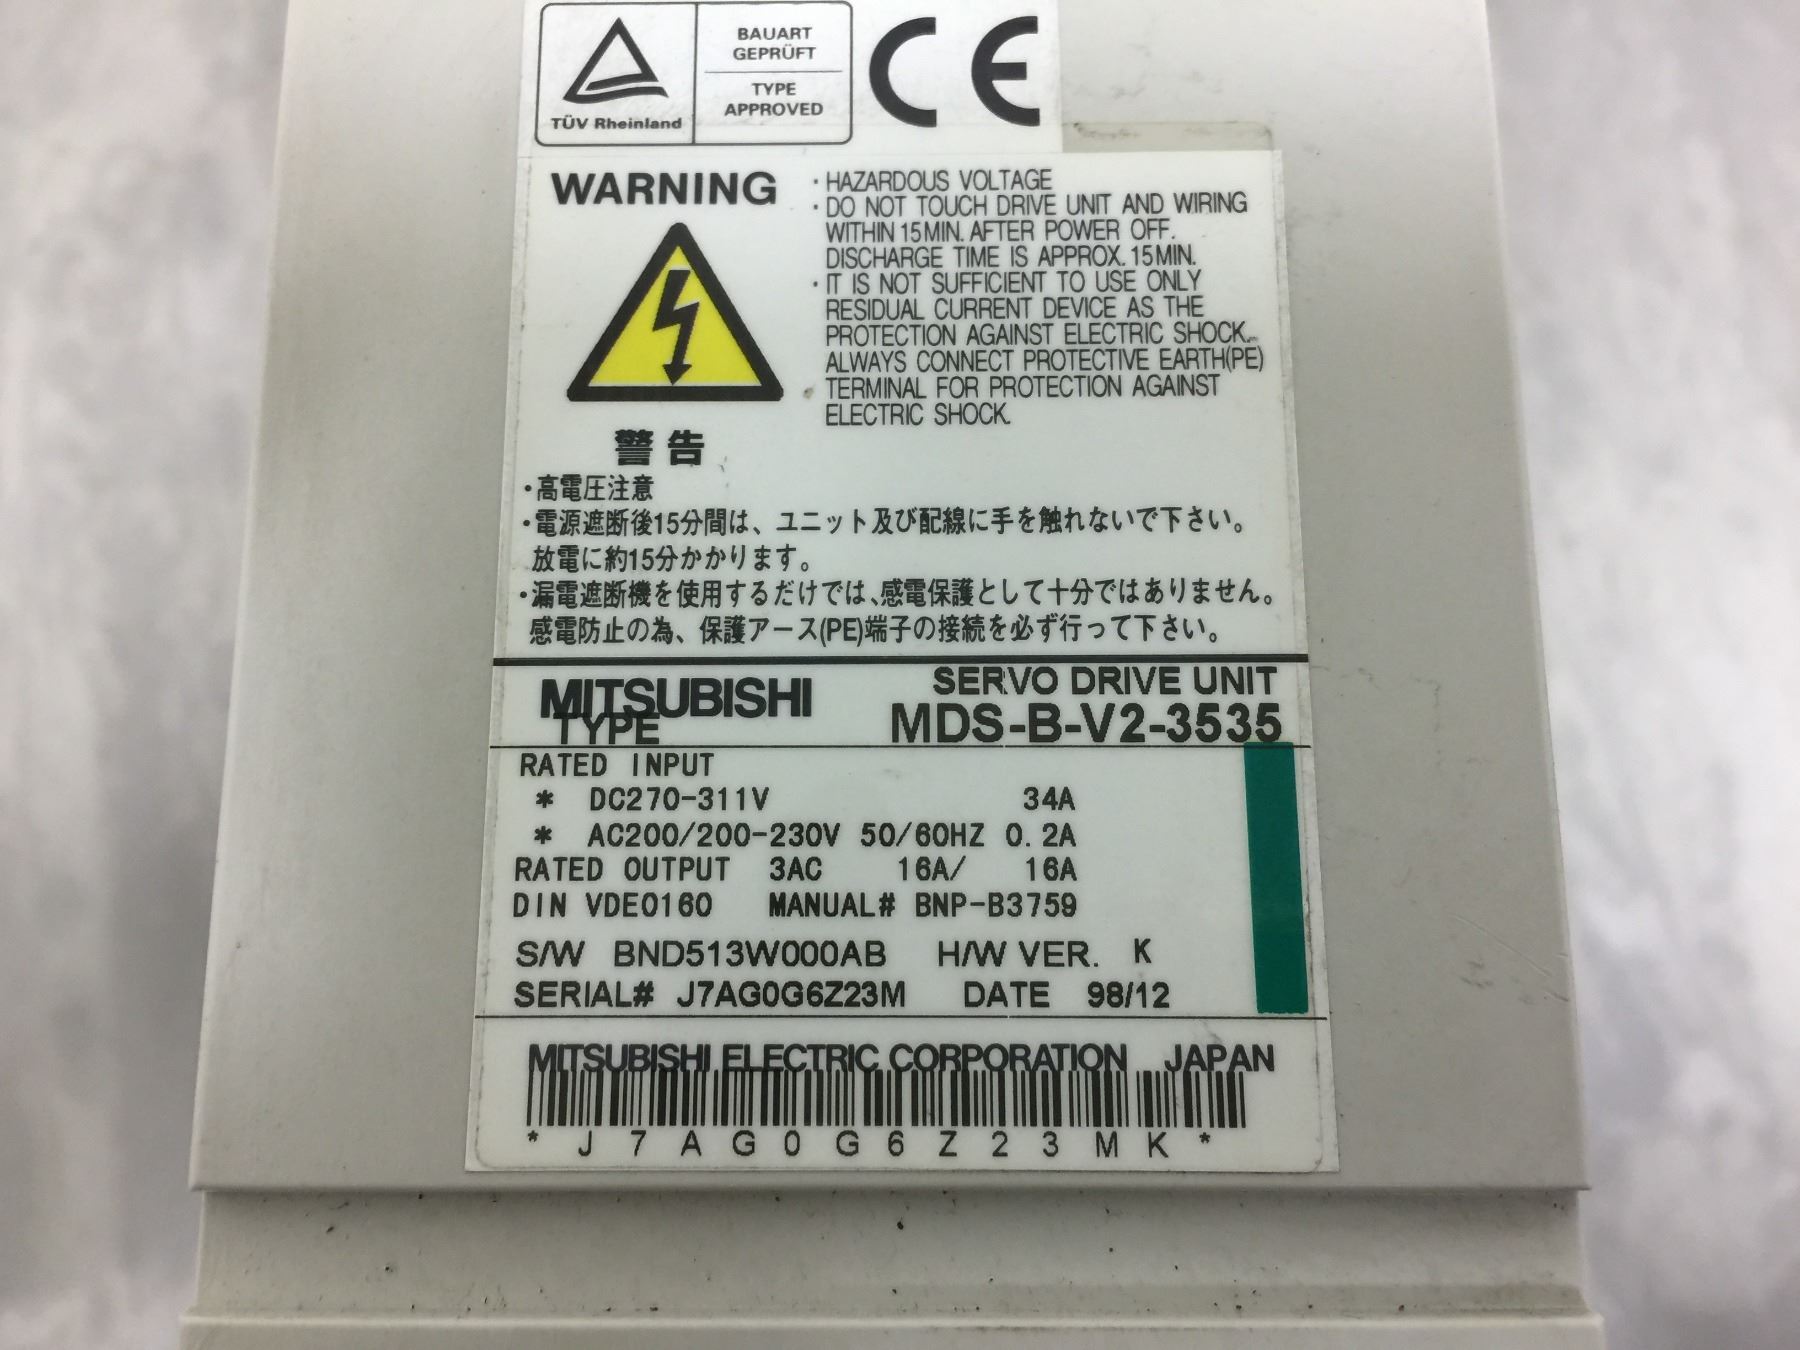 TÜV Rheinland
BAUART
GEPRÜFT
TYPE
APPROVED
CE
WARNING
・HAZARDOUS VOLTAGE
・DO NOT TOUCH DRIVE UNIT AND WIRING
WITHIN 15MIN. AFTER POWER OFF.
DISCHARGE TIME IS APPROX. 15MIN.
・IT IS NOT SUFFICIENT TO USE ONLY
RESIDUAL CURRENT DEVICE AS THE
PROTECTION AGAINST ELECTRIC SHOCK.
ALWAYS CONNECT PROTECTIVE EARTH(PE)
TERMINAL FOR PROTECTION AGAINST
ELECTRIC SHOCK.
警告
・高電圧注意
・電源遮断後15分間は、ユニット及び配線に手を触れないで下さい。
放電に約15分かかります。
・漏電遮断機を使用するだけでは、感電保護として十分ではありません。
感電防止の為、保護アース(PE)端子の接続を必ず行って下さい。
MITSUBISHI SERVO DRIVE UNIT
TYPE MDS-B-V2-3535
RATED INPUT
* DC270-311V 34A
* AC200/200-230V 50/60HZ 0.2A
RATED OUTPUT 3AC 16A/ 16A
DIN VDE0160 MANUAL# BNP-B3759
S/W BND513W000AB H/W VER. K
SERIAL# J7AG0G6Z23M DATE 98/12
MITSUBISHI ELECTRIC CORPORATION JAPAN
*J7AG0G6Z23MK*